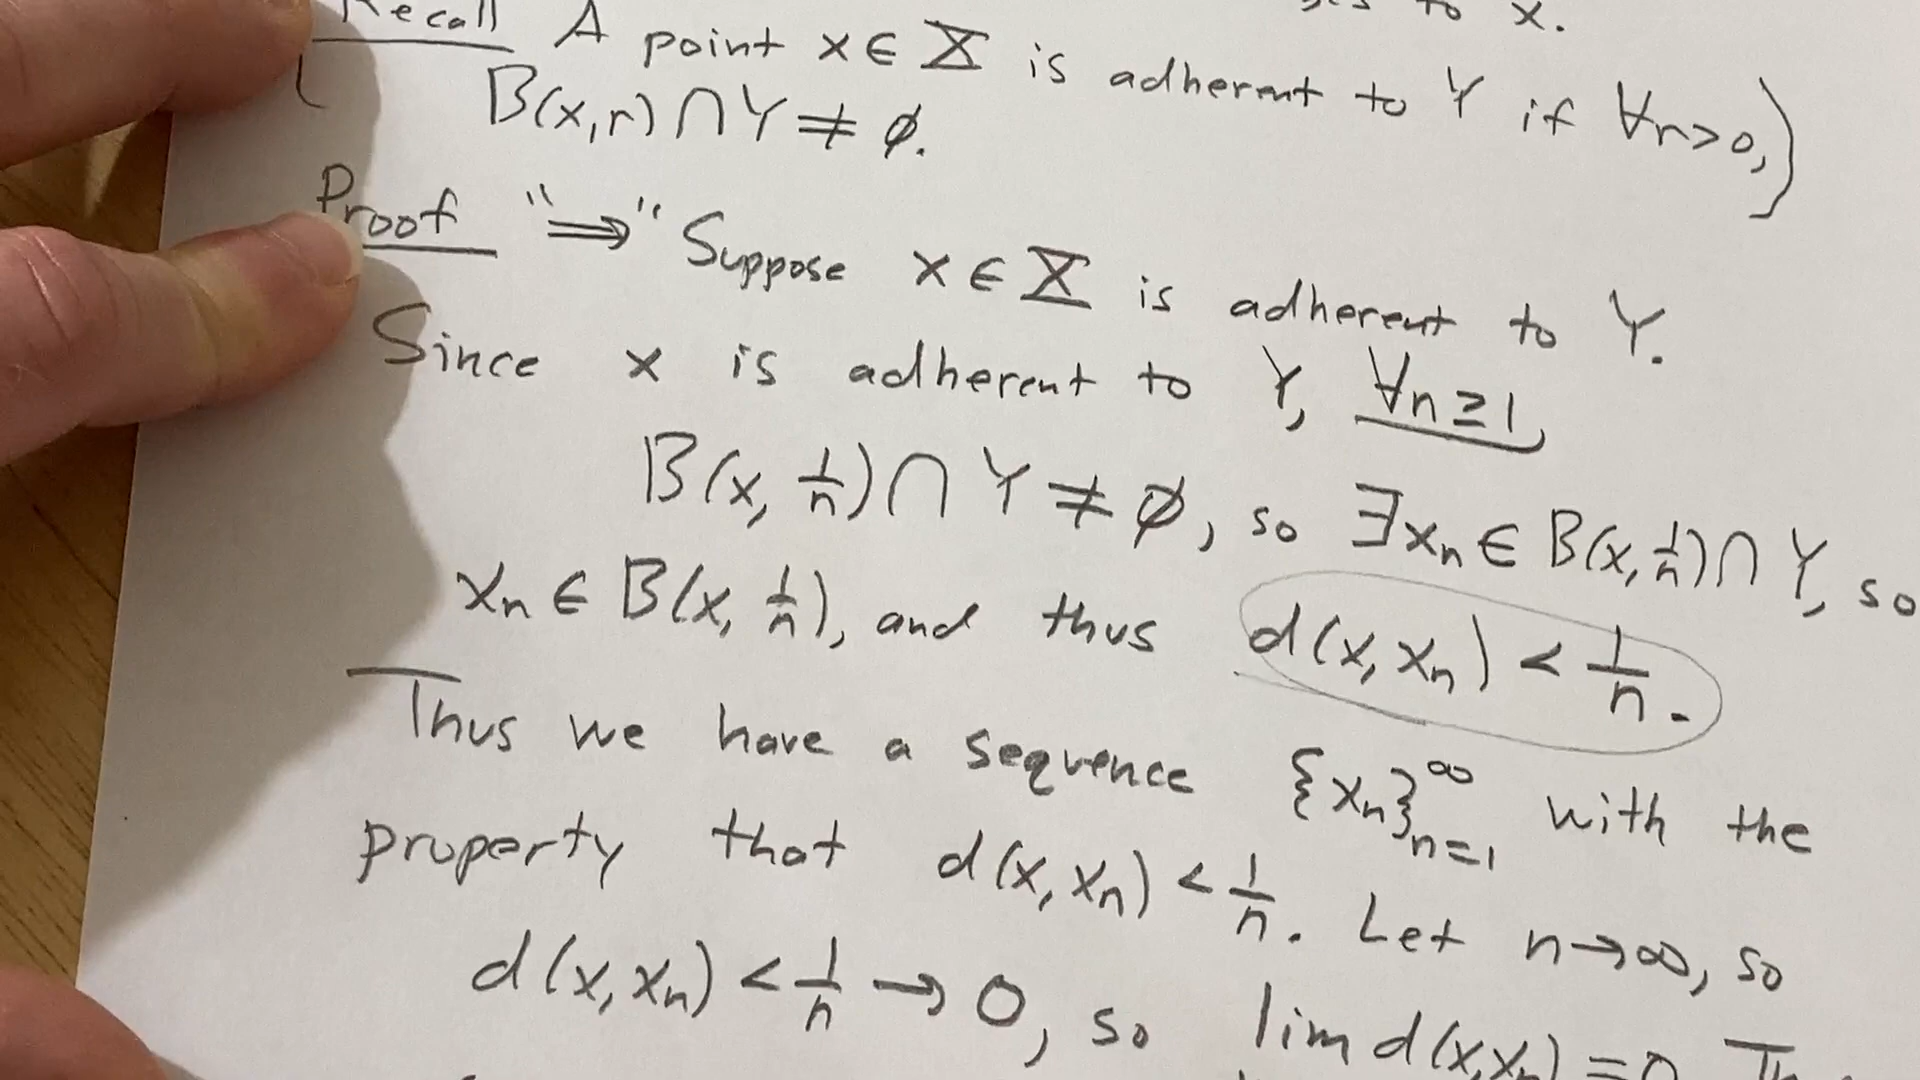 to x.
Recall A point x ∈ X is adherent to Y if ∀r>0,)
( B(x,r) ∩ Y ≠ ∅.
Proof "⟹" Suppose x ∈ X is adherent to Y.
Since x is adherent to Y, ∀n≥1,
B(x, 1/n) ∩ Y ≠ ∅, so ∃xₙ ∈ B(x, 1/n) ∩ Y, so
xₙ ∈ B(x, 1/n), and thus d(x, xₙ) < 1/n.
Thus we have a sequence {xₙ}ₙ₌₁^∞ with the
property that d(x, xₙ) < 1/n. Let n→∞, so
d(x, xₙ) < 1/n → 0, so lim d(x, xₙ) = 0.